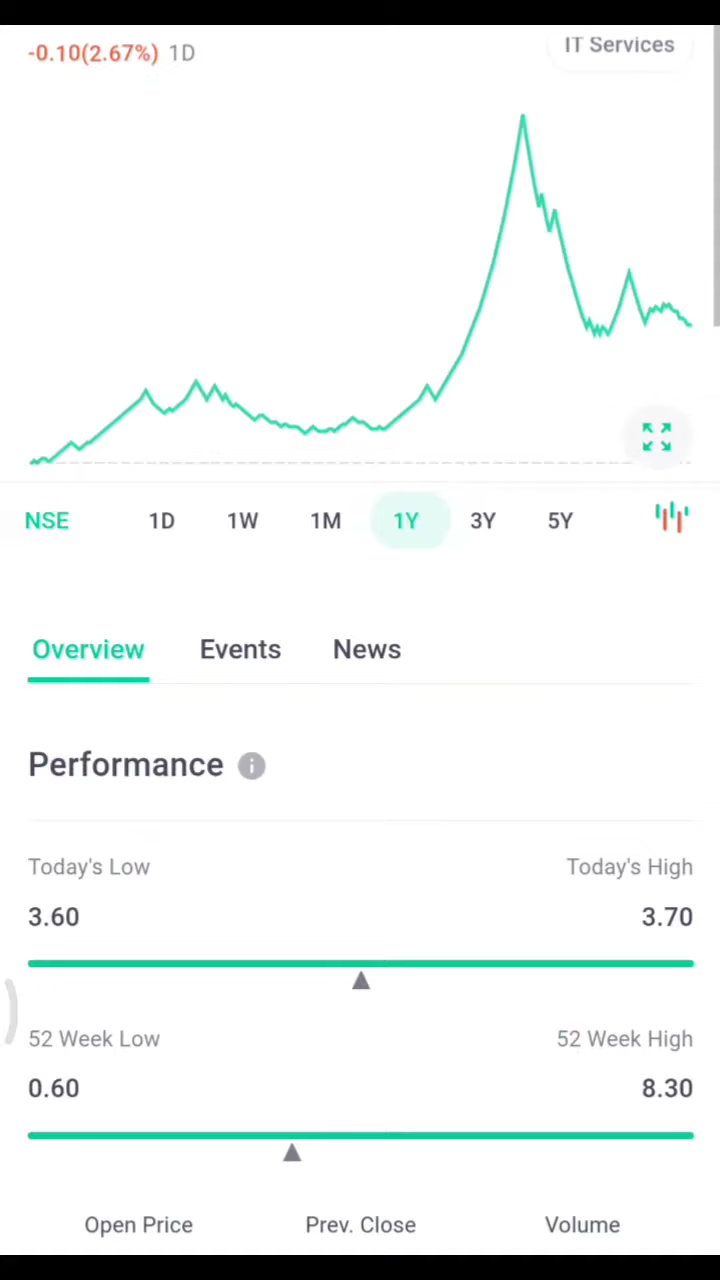 -0.10(2.67%) 1D
IT Services
NSE 1D 1W 1M 1Y 3Y 5Y
Overview Events News
Performance
Today's Low Today's High
3.60 3.70
52 Week Low 52 Week High
0.60 8.30
Open Price Prev. Close Volume